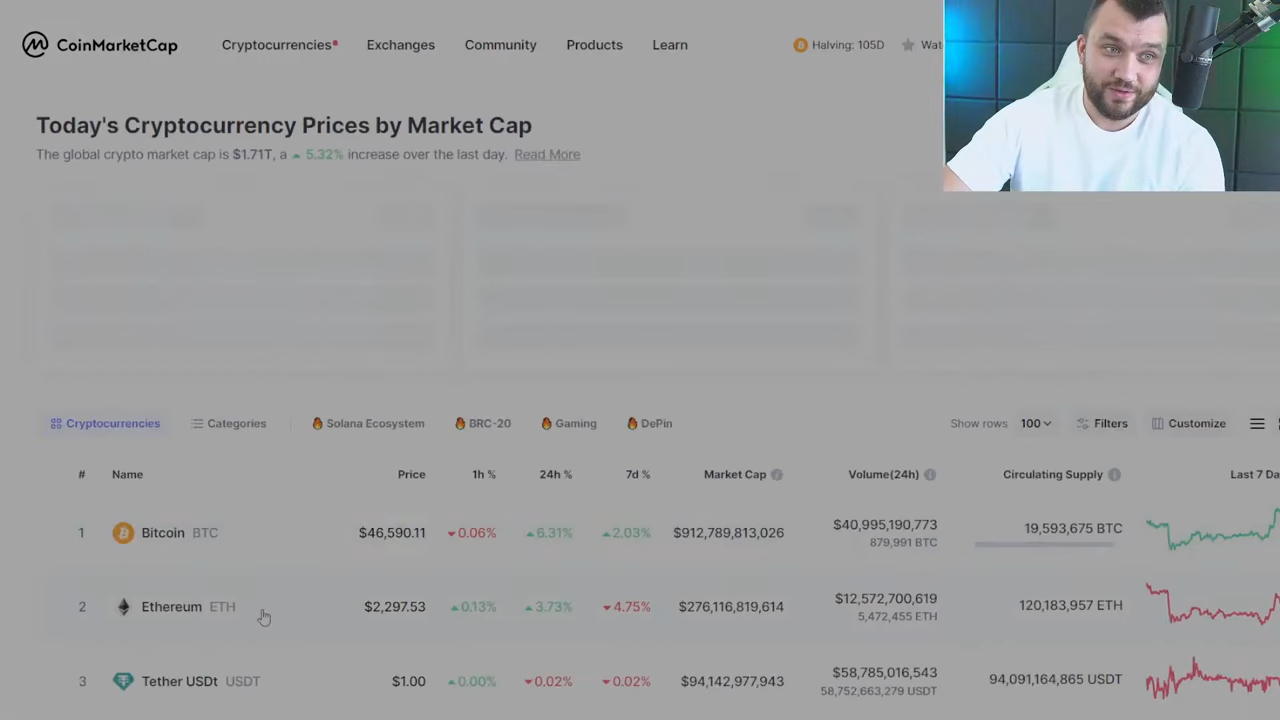 CoinMarketCap Cryptocurrencies Exchanges Community Products Learn Halving: 105D
Today's Cryptocurrency Prices by Market Cap
The global crypto market cap is $1.71T, a 5.32% increase over the last day. Read More
Cryptocurrencies Categories Solana Ecosystem BRC-20 Gaming DePin Show rows 100 Filters Customize
# Name Price 1h % 24h % 7d % Market Cap Volume(24h) Circulating Supply Last 7 Da
1 Bitcoin BTC $46,590.11 0.06% 6.31% 2.03% $912,789,813,026 $40,995,190,773 19,593,675 BTC
879,991 BTC
2 Ethereum ETH $2,297.53 0.13% 3.73% 4.75% $276,116,819,614 $12,572,700,619 120,183,957 ETH
5,472,455 ETH
3 Tether USDt USDT $1.00 0.00% 0.02% 0.02% $94,142,977,943 $58,785,016,543 94,091,164,865 USDT
58,752,663,279 USDT